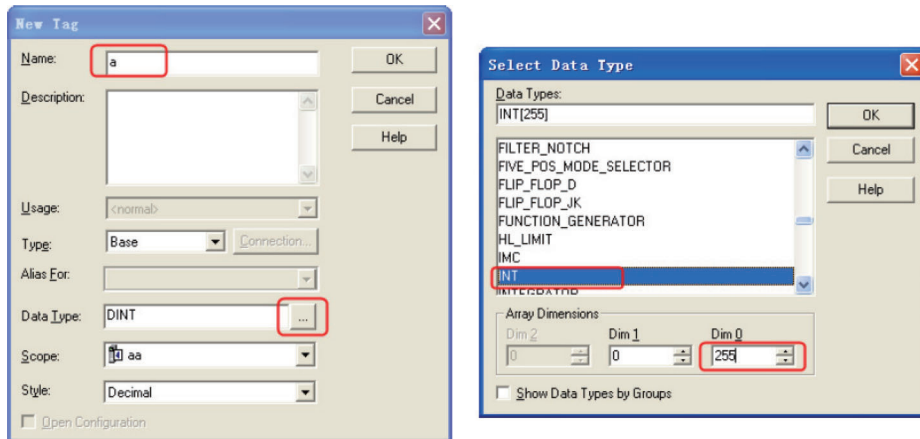 New Tag
Name:
a
OK
Description:
Cancel
Help
Usage:
<normal>
Type:
Base
Connection...
Alias For:
Data Type:
DINT
...
Scope:
aa
Style:
Decimal
Open Configuration
Select Data Type
Data Types:
INT[255]
OK
FILTER_NOTCH
Cancel
FIVE_POS_MODE_SELECTOR
FLIP_FLOP_D
Help
FLIP_FLOP_JK
FUNCTION_GENERATOR
HL_LIMIT
IMC
INT
INTEGRATOR
Array Dimensions
Dim 2
Dim 1
Dim 0
0
0
255
Show Data Types by Groups